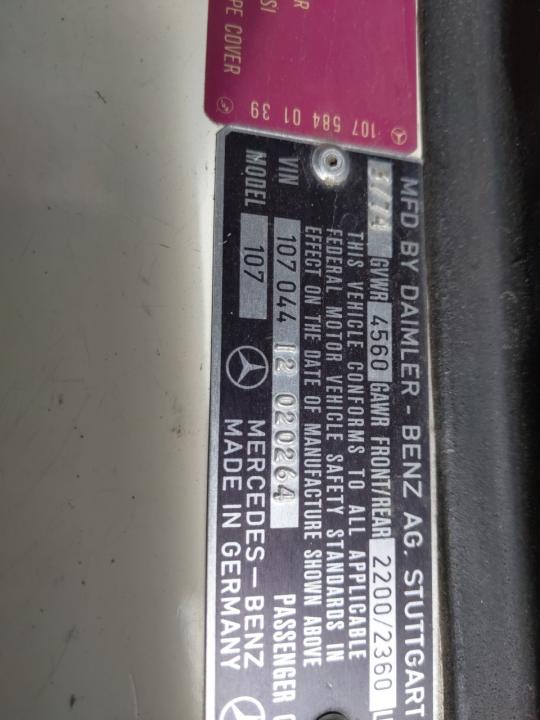 R
SI
PE COVER
107 584 01 39
MFD BY DAIMLER - BENZ AG. STUTTGART
/74 GVWR 4560 GAWR FRONT/REAR 2200/2360
THIS VEHICLE CONFORMS TO ALL APPLICABLE
FEDERAL MOTOR VEHICLE SAFETY STANDARDS IN
EFFECT ON THE DATE OF MANUFACTURE SHOWN ABOVE
VIN 107 044 12 020264 PASSENGER
MODEL 107 MERCEDES-BENZ
MADE IN GERMANY